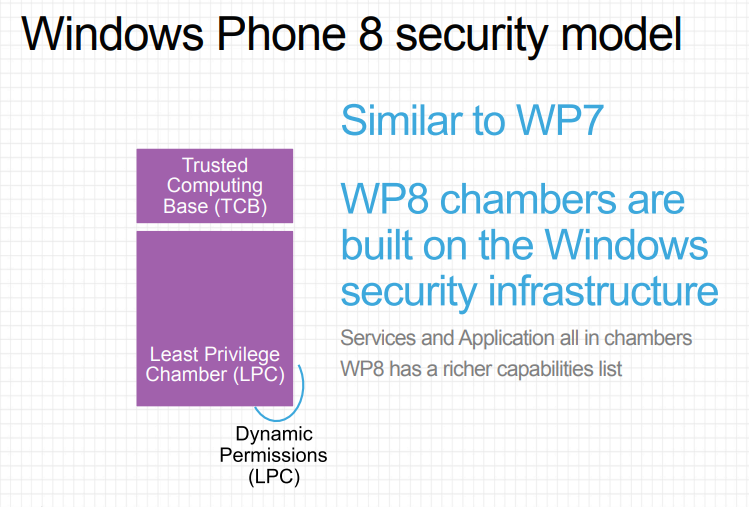 Windows Phone 8 security model
Trusted
Computing
Base (TCB)
Least Privilege
Chamber (LPC)
Dynamic
Permissions
(LPC)
Similar to WP7
WP8 chambers are
built on the Windows
security infrastructure
Services and Application all in chambers
WP8 has a richer capabilities list